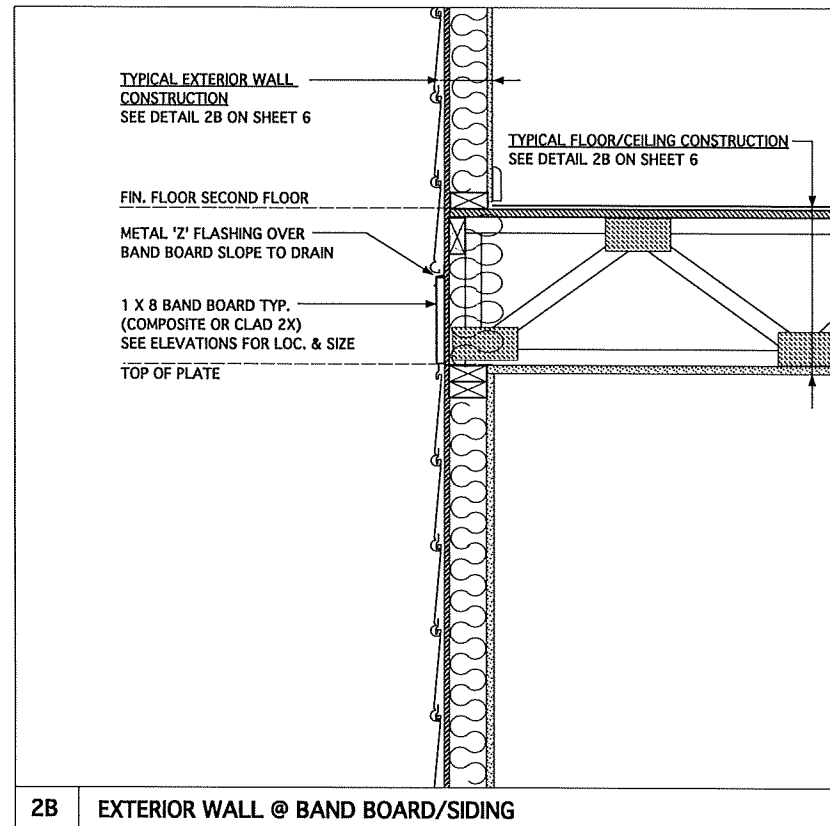 TYPICAL EXTERIOR WALL
CONSTRUCTION
SEE DETAIL 2B ON SHEET 6
TYPICAL FLOOR/CEILING CONSTRUCTION
SEE DETAIL 2B ON SHEET 6
FIN. FLOOR SECOND FLOOR
METAL 'Z' FLASHING OVER
BAND BOARD SLOPE TO DRAIN
1 X 8 BAND BOARD TYP.
(COMPOSITE OR CLAD 2X)
SEE ELEVATIONS FOR LOC. & SIZE
TOP OF PLATE
2B EXTERIOR WALL @ BAND BOARD/SIDING